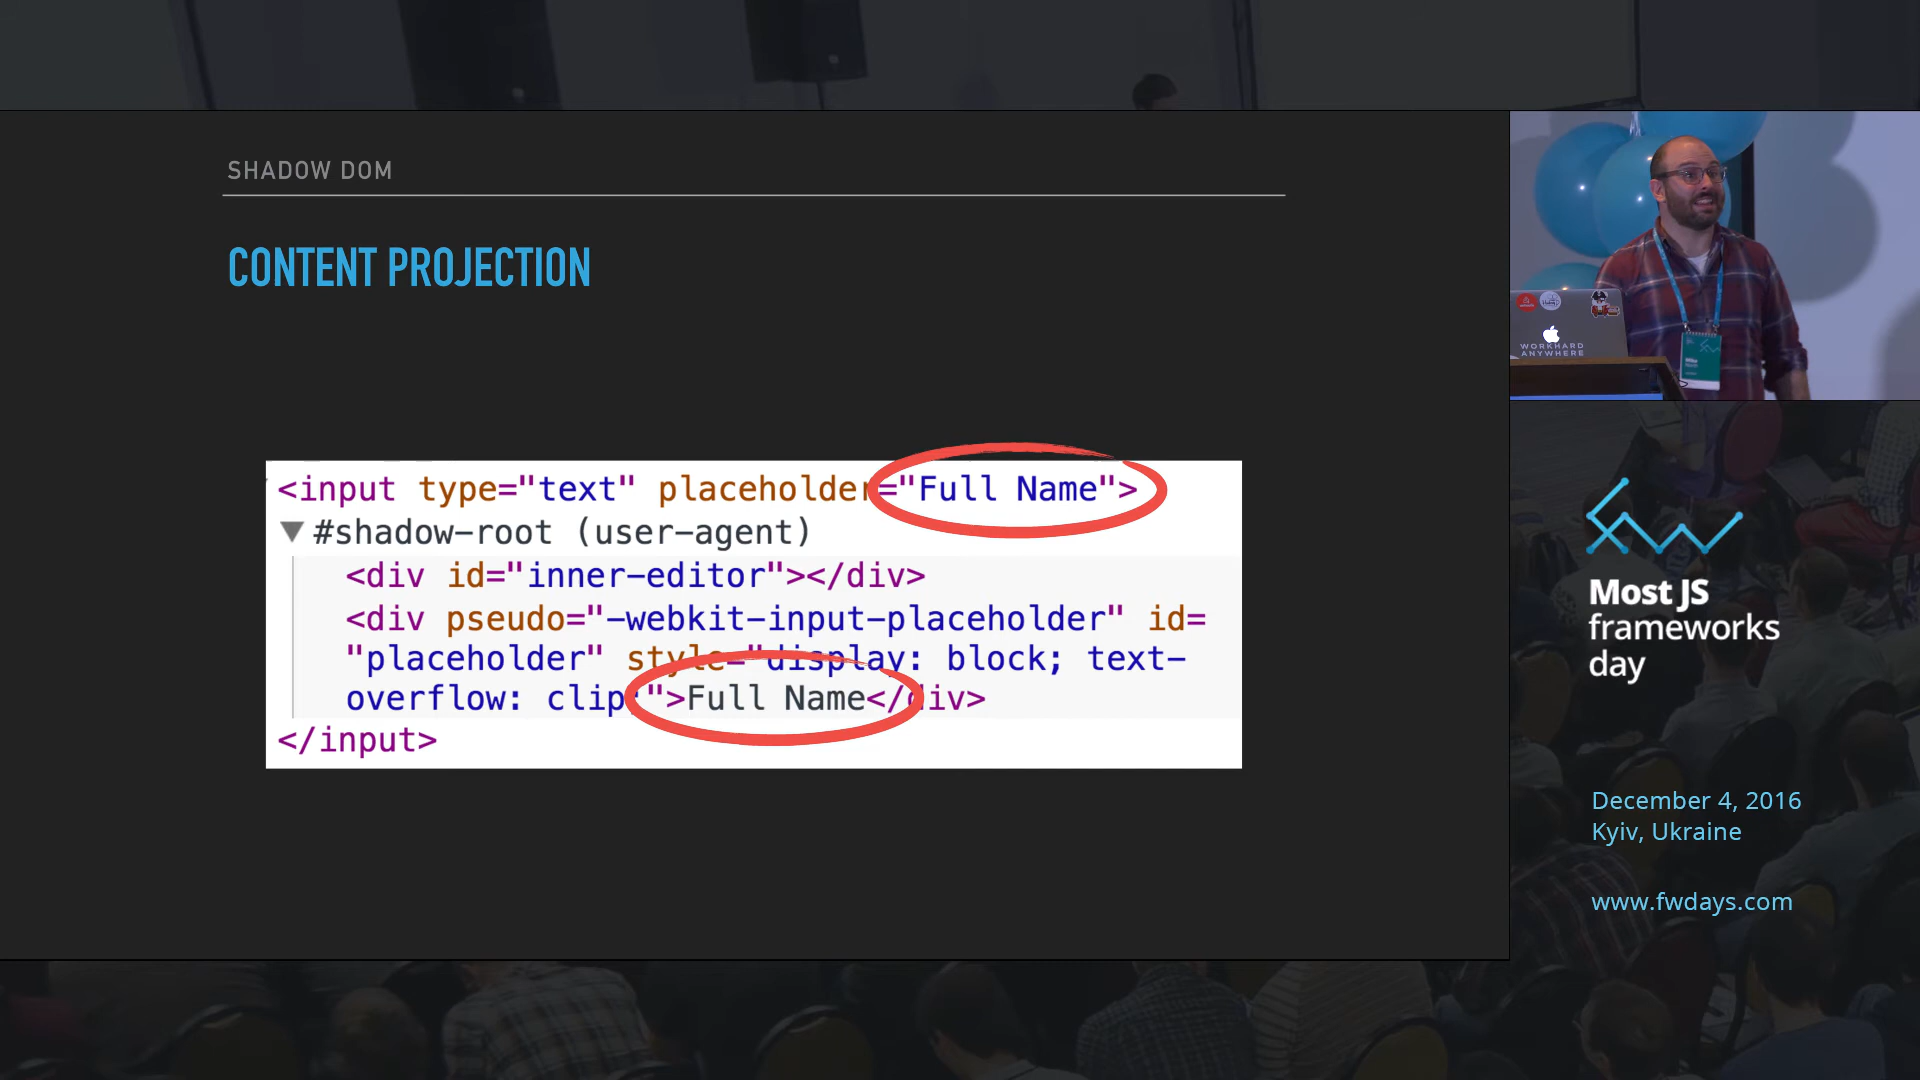 SHADOW DOM
CONTENT PROJECTION
<input type="text" placeholder="Full Name">
▼ #shadow-root (user-agent)
<div id="inner-editor"></div>
<div pseudo="-webkit-input-placeholder" id=
"placeholder" style="display: block; text-
overflow: clip;">Full Name</div>
</input>
WORKHARD
ANYWHERE
Most JS
frameworks
day
December 4, 2016
Kyiv, Ukraine
www.fwdays.com